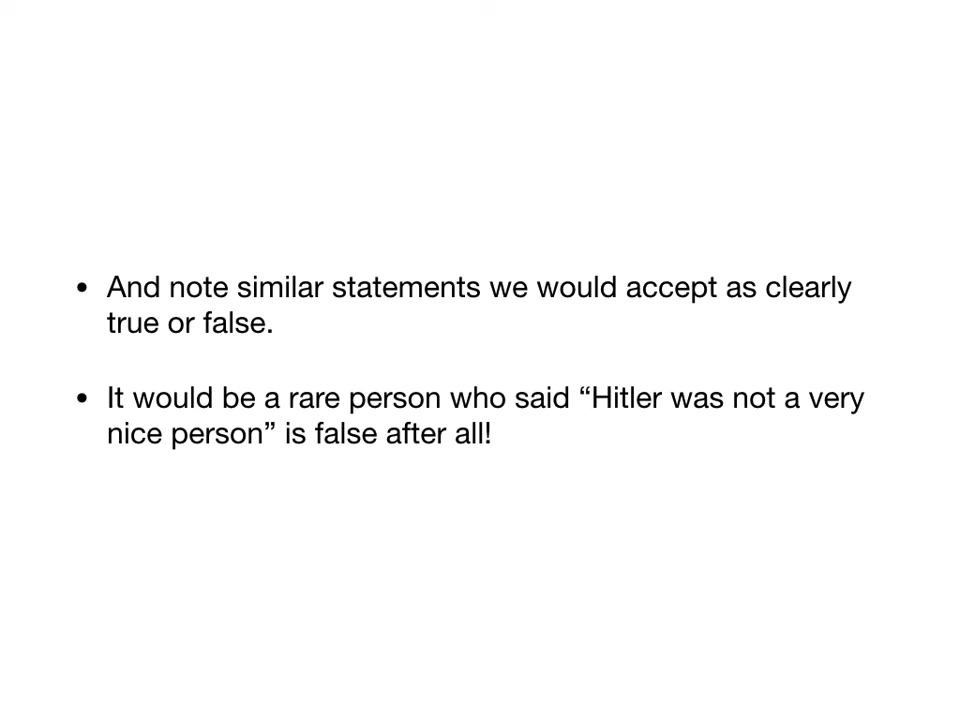 • And note similar statements we would accept as clearly
true or false.
• It would be a rare person who said “Hitler was not a very
nice person” is false after all!